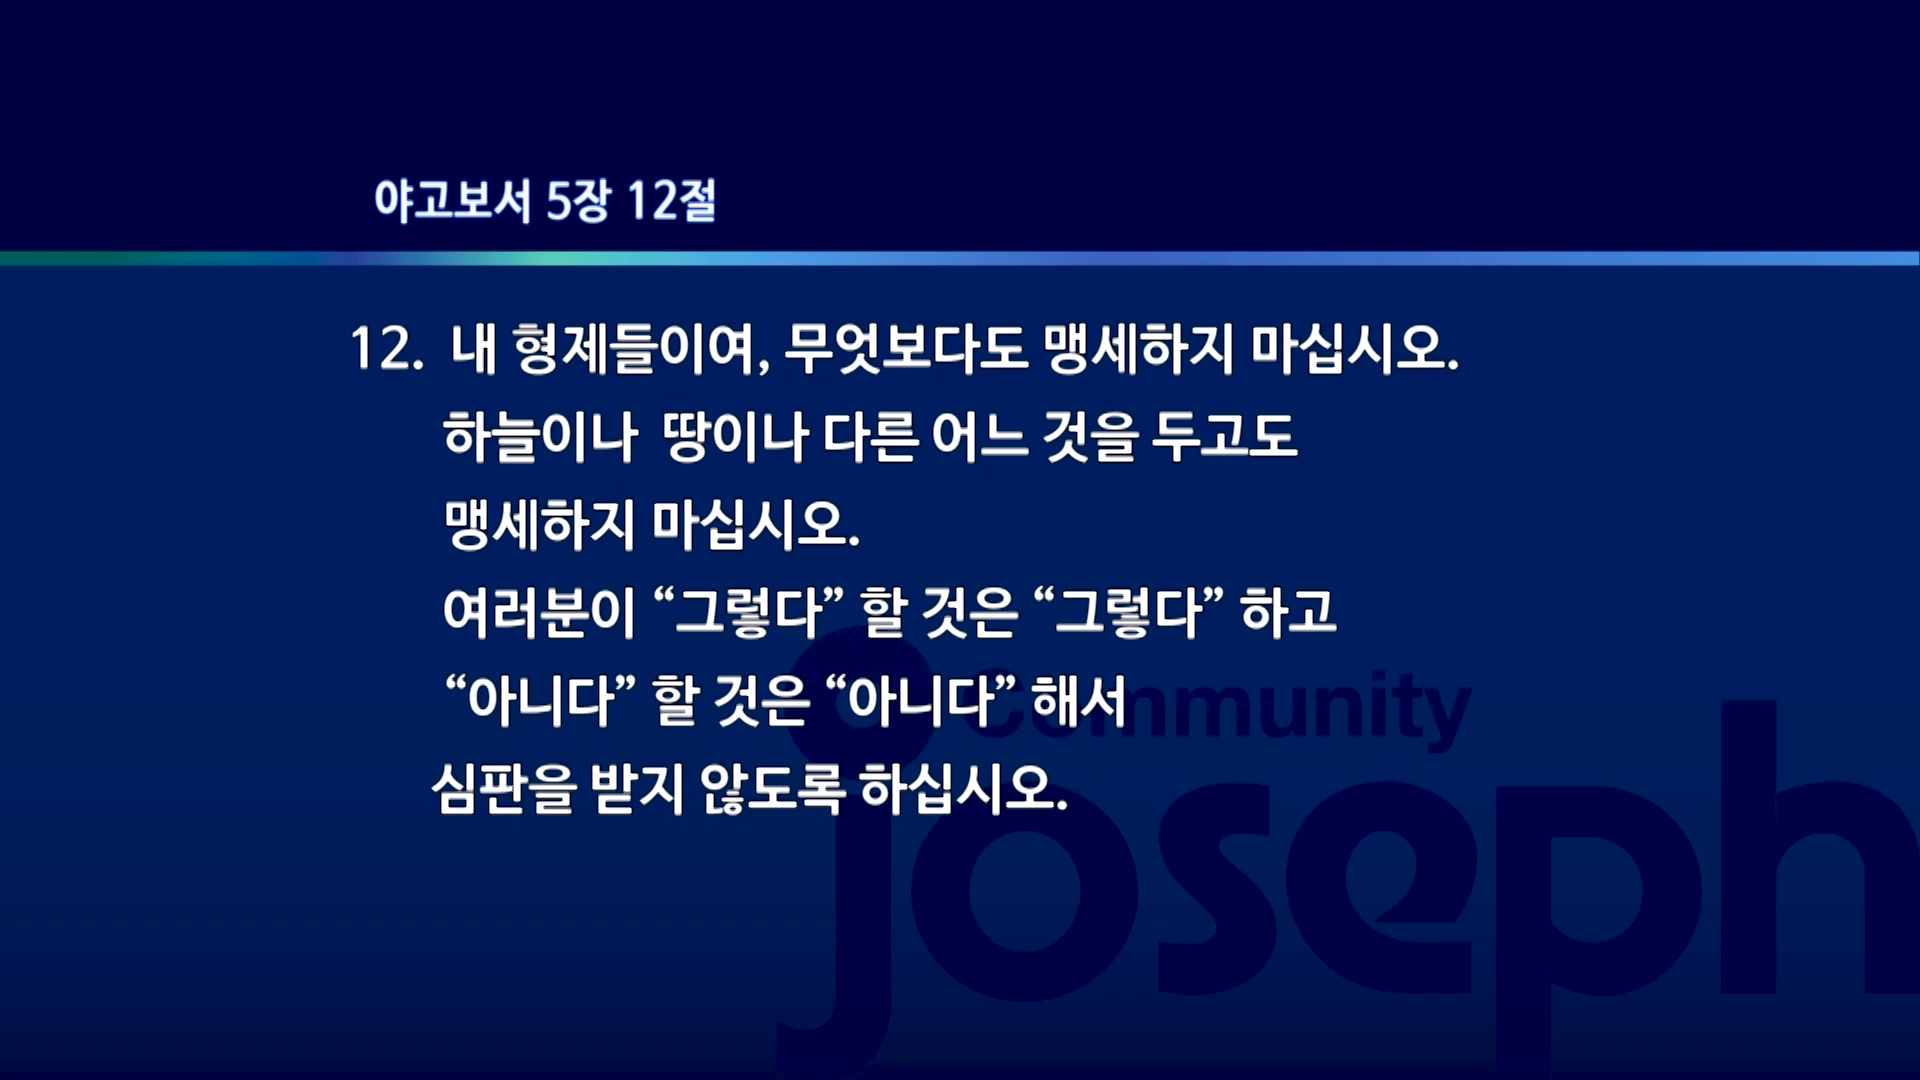 야고보서 5장 12절
12. 내 형제들이여, 무엇보다도 맹세하지 마십시오.
하늘이나 땅이나 다른 어느 것을 두고도
맹세하지 마십시오.
여러분이 “그렇다” 할 것은 “그렇다” 하고
“아니다” 할 것은 “아니다” 해서
심판을 받지 않도록 하십시오.
community
joseph